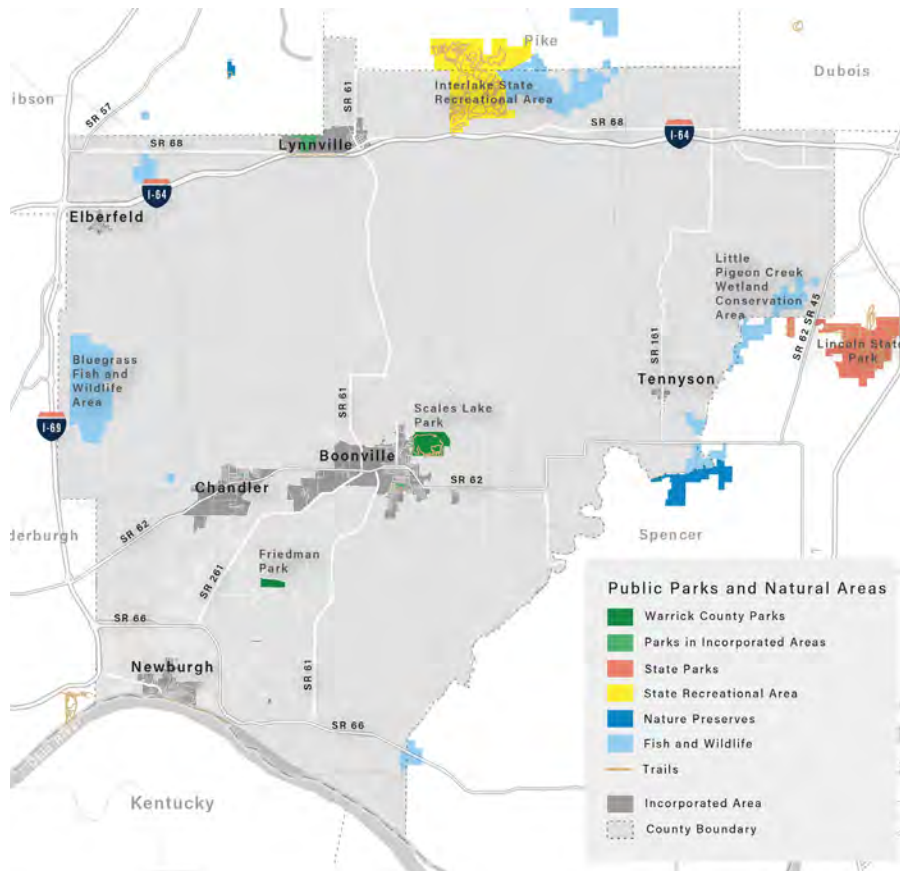 Pike
Dubois
ibson
SR 57
SR 61
Interlake State
Recreational Area
SR 68
I-64
SR 68
Lynnville
I-64
Elberfeld
Little
Pigeon Creek
Wetland
Conservation
Area
SR 62 SR 45
Lincoln State
Park
Bluegrass
Fish and
Wildlife
Area
SR 161
Tennyson
SR 61
Scales Lake
Park
I-69
Boonville
Chandler
SR 62
SR 62
derburgh
Spencer
Friedman
Park
SR 261
SR 66
Newburgh
SR 61
SR 66
Kentucky
Public Parks and Natural Areas
Warrick County Parks
Parks in Incorporated Areas
State Parks
State Recreational Area
Nature Preserves
Fish and Wildlife
Trails
Incorporated Area
County Boundary